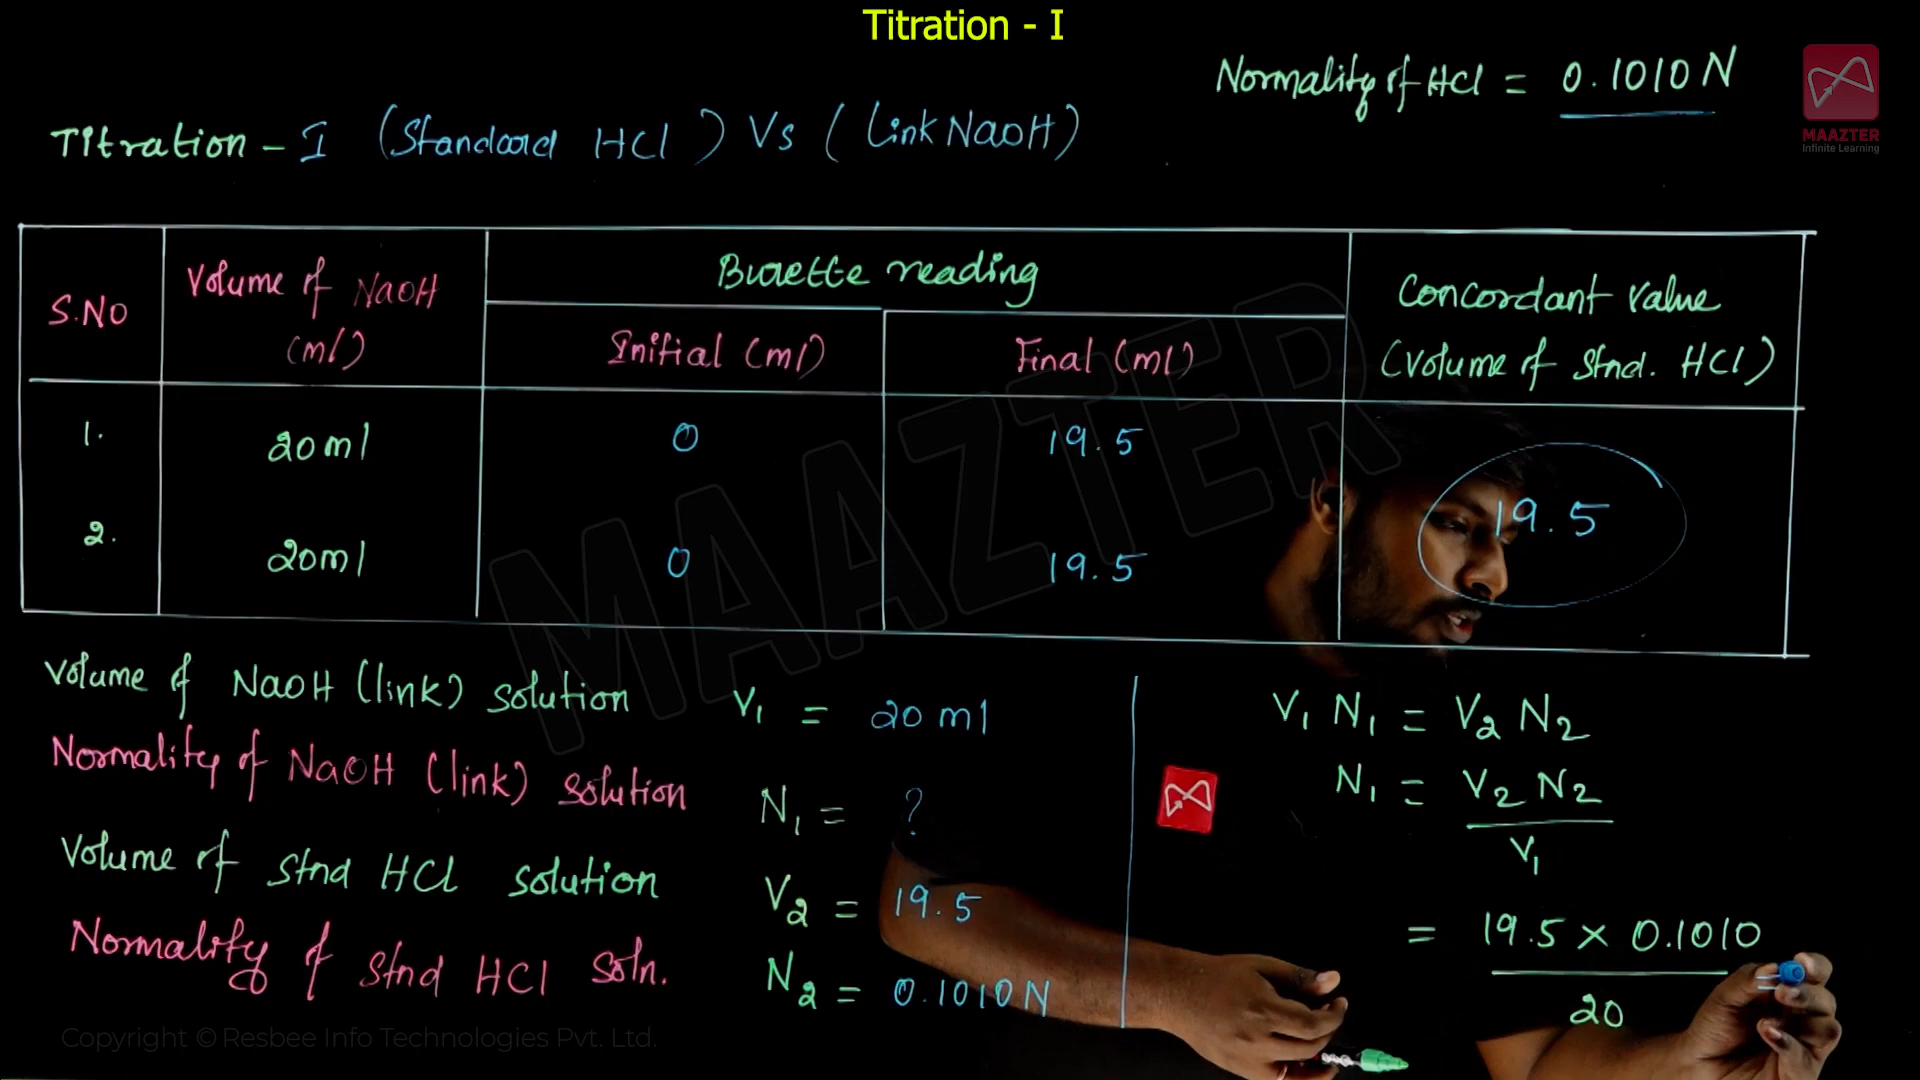 Titration - I
Normality of HCl = 0.1010 N
MAAZTER
Infinite Learning
Titration - I (Standard HCl) Vs (Link NaOH)
S.NO
Volume of NaOH
(ml)
Burette reading
Initial (ml)
Final (ml)
Concordant value
(Volume of Stnd. HCl)
1.
20 ml
0
19.5
2.
20ml
0
19.5
19.5
MAAZTER
Volume of NaOH (link) solution V1 = 20 ml
Normality of NaOH (link) solution N1 = ?
Volume of Stnd HCl solution V2 = 19.5
Normality of Stnd HCl soln. N2 = 0.1010 N
V1 N1 = V2 N2
N1 = V2 N2
V1
= 19.5 × 0.1010 =
20
Copyright © Resbee Info Technologies Pvt. Ltd.